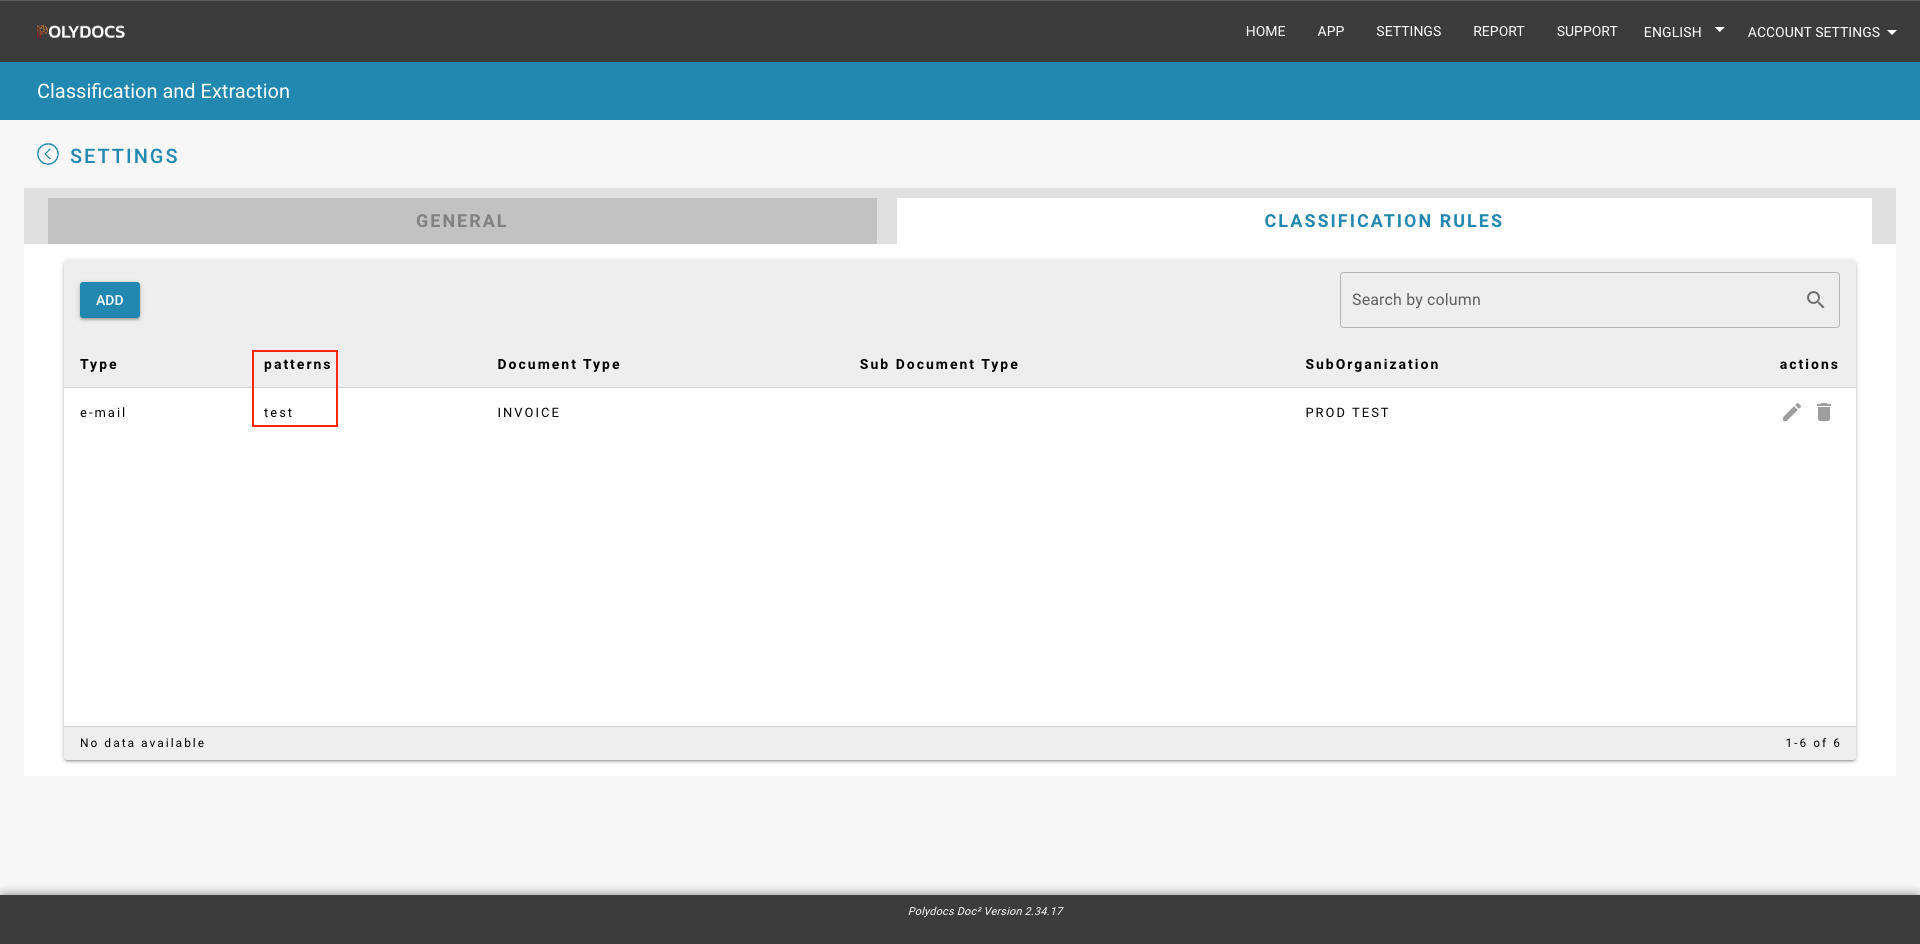 POLYDOCS
HOME APP SETTINGS REPORT SUPPORT ENGLISH ACCOUNT SETTINGS
Classification and Extraction
SETTINGS
GENERAL CLASSIFICATION RULES
ADD Search by column
Type patterns Document Type Sub Document Type SubOrganization actions
e-mail test INVOICE PROD TEST
No data available 1-6 of 6
Polydocs Doc² Version 2.34.17